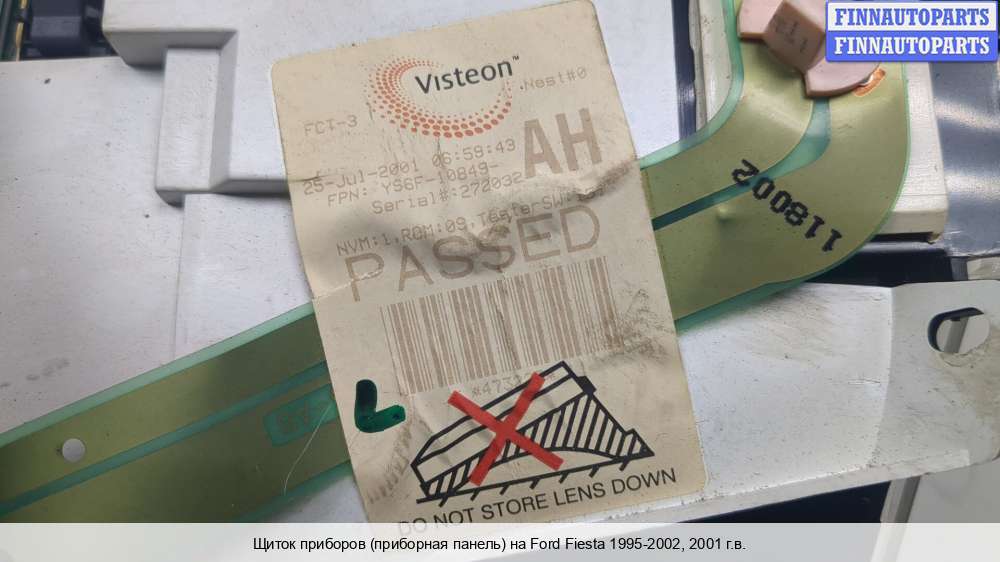 FINNAUTOPARTS
FINNAUTOPARTS
Visteon™
Nest#0
FCT-3
AH
25-Jul-2001 06:59:43
FPN: YS6F-10849-
Serial#: 272032
NVM:1,ROM:09,TesterSW:
PASSED
118002
L
DO NOT STORE LENS DOWN
Щиток приборов (приборная панель) на Ford Fiesta 1995-2002, 2001 г.в.